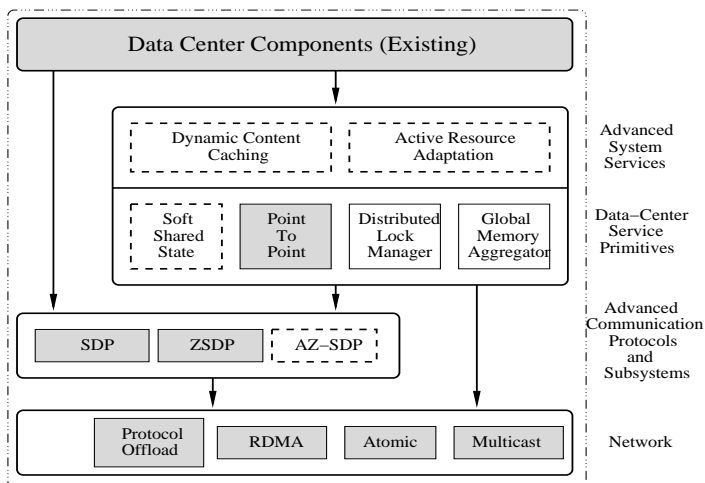 Data Center Components (Existing)
Dynamic Content
Caching
Active Resource
Adaptation
Advanced
System
Services
Soft
Shared
State
Point
To
Point
Distributed
Lock
Manager
Global
Memory
Aggregator
Data−Center
Service
Primitives
SDP
ZSDP
AZ−SDP
Advanced
Communication
Protocols
and
Subsystems
Protocol
Offload
RDMA
Atomic
Multicast
Network